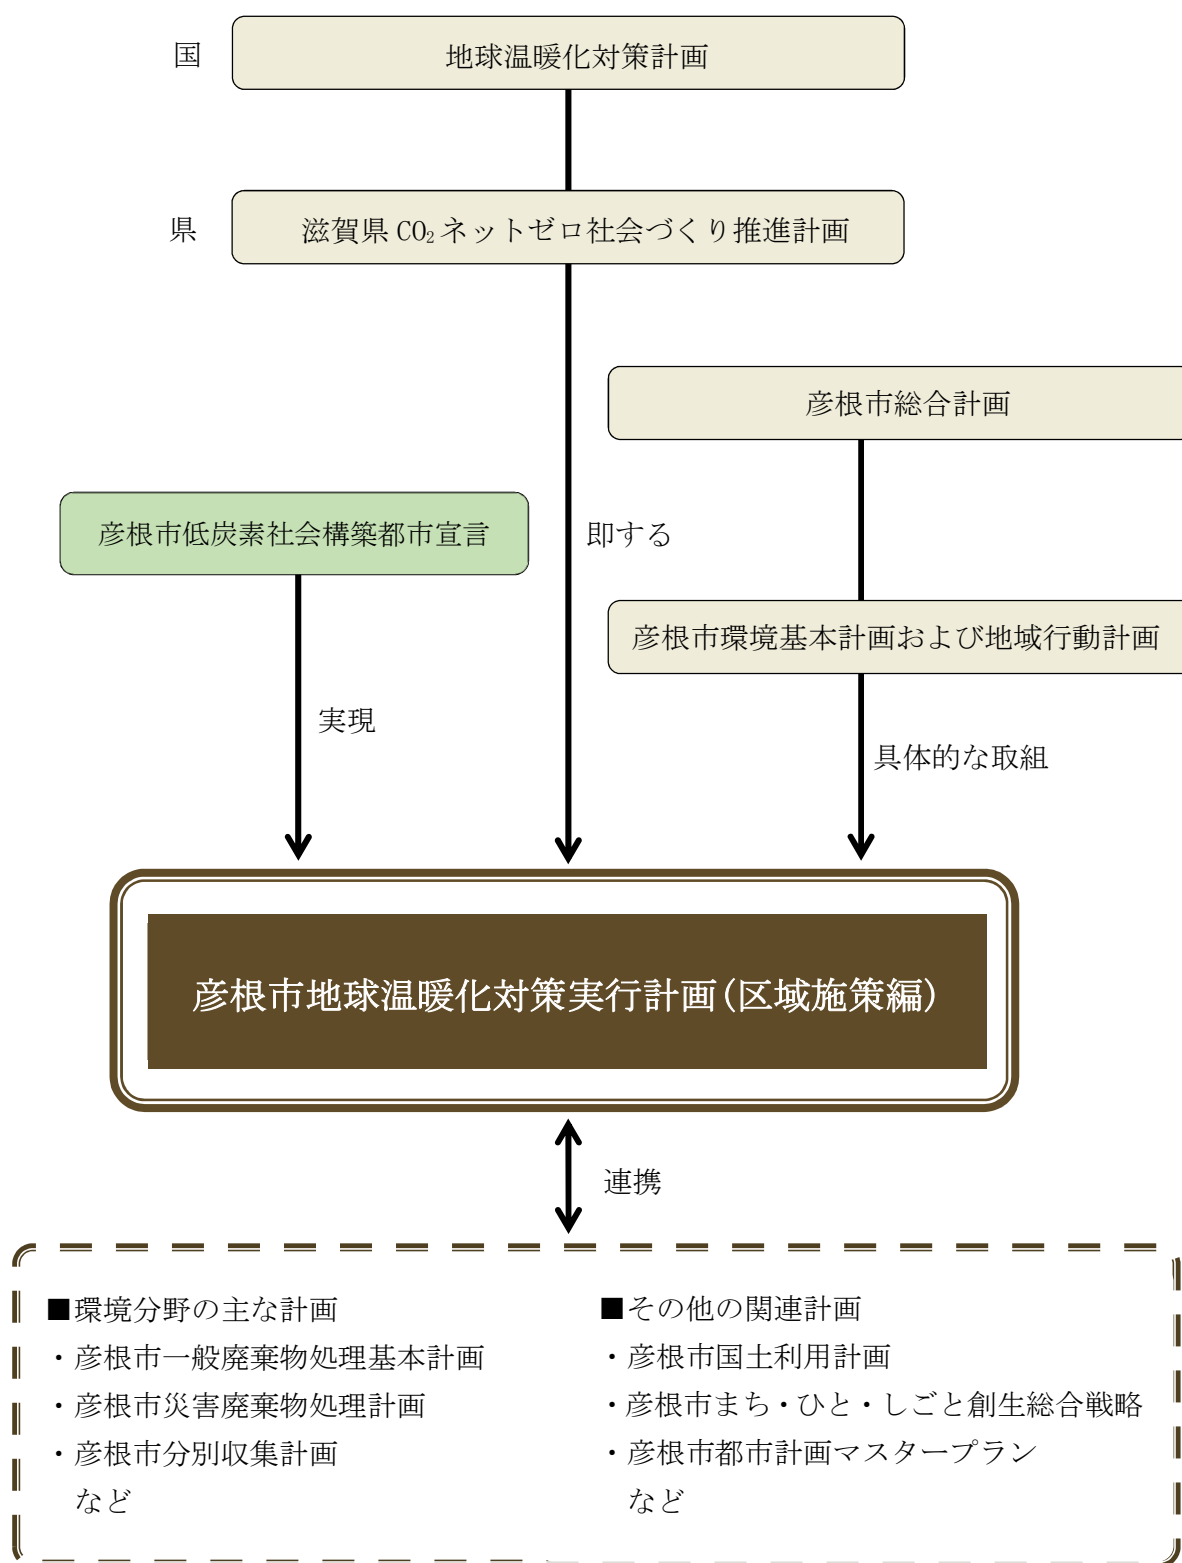 国
地球温暖化対策計画
県
滋賀県 CO₂ネットゼロ社会づくり推進計画
彦根市総合計画
彦根市低炭素社会構築都市宣言
即する
彦根市環境基本計画および地域行動計画
実現
具体的な取組
彦根市地球温暖化対策実行計画(区域施策編)
連携
■環境分野の主な計画
・彦根市一般廃棄物処理基本計画
・彦根市災害廃棄物処理計画
・彦根市分別収集計画
など
■その他の関連計画
・彦根市国土利用計画
・彦根市まち・ひと・しごと創生総合戦略
・彦根市都市計画マスタープラン
など